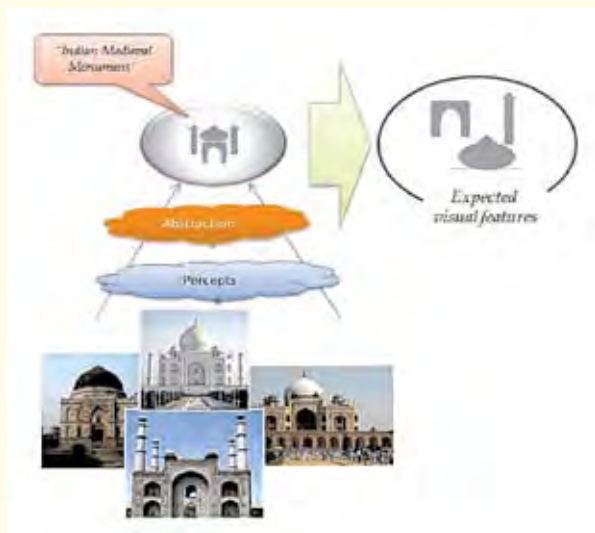 "Indian Medieval
Monument"
Abstraction
Percepts
Expected
visual features